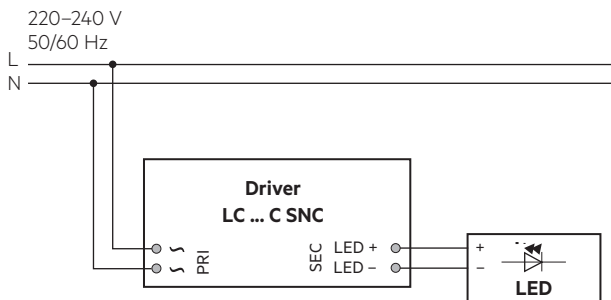 220–240 V
50/60 Hz
L
N
Driver
LC ... C SNC
~ PRI SEC LED + +
~ LED – –
LED